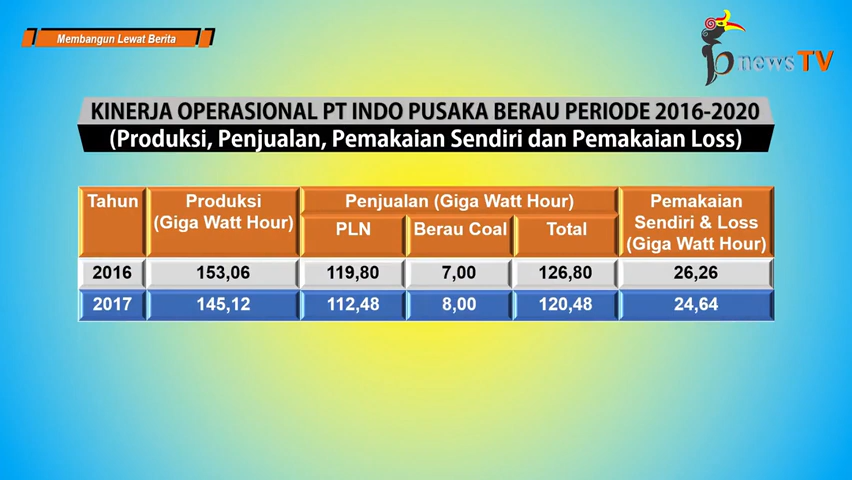 Membangun Lewat Berita
bnewsTV
KINERJA OPERASIONAL PT INDO PUSAKA BERAU PERIODE 2016-2020
(Produksi, Penjualan, Pemakaian Sendiri dan Pemakaian Loss)
Tahun Produksi Penjualan (Giga Watt Hour) Pemakaian
(Giga Watt Hour) PLN Berau Coal Total Sendiri & Loss
(Giga Watt Hour)
2016 153,06 119,80 7,00 126,80 26,26
2017 145,12 112,48 8,00 120,48 24,64